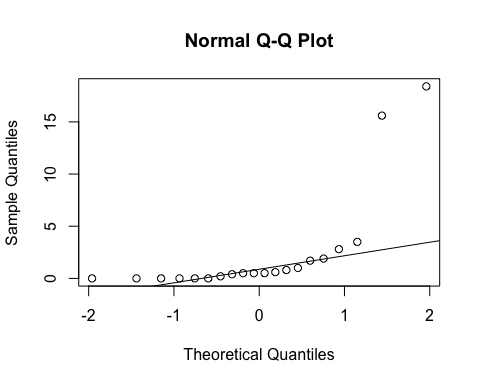 Normal Q-Q Plot
Sample Quantiles
15
10
5
0
-2 -1 0 1 2
Theoretical Quantiles